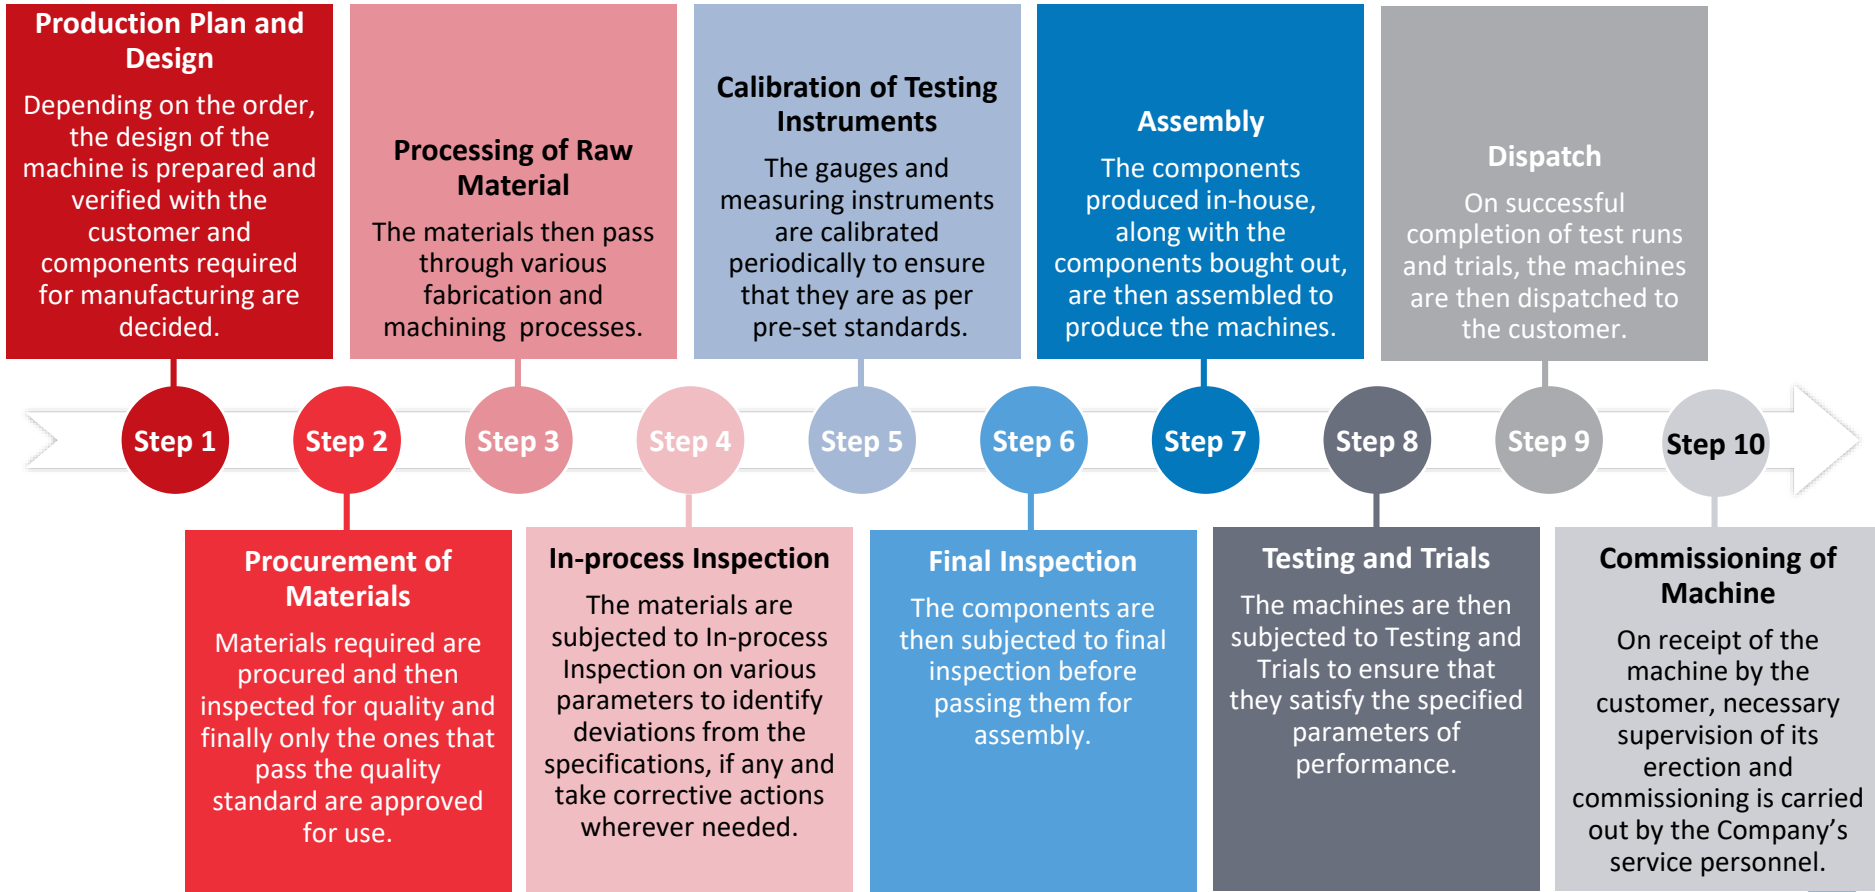 Production Plan and
Design
Depending on the order,
the design of the
machine is prepared and
verified with the
customer and
components required
for manufacturing are
decided.
Processing of Raw
Material
The materials then pass
through various
fabrication and
machining processes.
Calibration of Testing
Instruments
The gauges and
measuring instruments
are calibrated
periodically to ensure
that they are as per
pre-set standards.
Assembly
The components
produced in-house,
along with the
components bought out,
are then assembled to
produce the machines.
Dispatch
On successful
completion of test runs
and trials, the machines
are then dispatched to
the customer.
Step 1
Step 2
Step 3
Step 4
Step 5
Step 6
Step 7
Step 8
Step 9
Step 10
Procurement of
Materials
Materials required are
procured and then
inspected for quality and
finally only the ones that
pass the quality
standard are approved
for use.
In-process Inspection
The materials are
subjected to In-process
Inspection on various
parameters to identify
deviations from the
specifications, if any and
take corrective actions
wherever needed.
Final Inspection
The components are
then subjected to final
inspection before
passing them for
assembly.
Testing and Trials
The machines are then
subjected to Testing and
Trials to ensure that
they satisfy the specified
parameters of
performance.
Commissioning of
Machine
On receipt of the
machine by the
customer, necessary
supervision of its
erection and
commissioning is carried
out by the Company’s
service personnel.